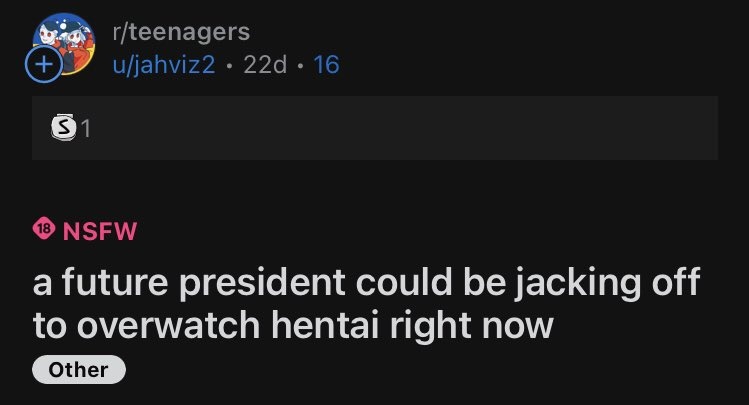 r/teenagers
u/jahviz2 • 22d • 16
S 1
18 NSFW
a future president could be jacking off
to overwatch hentai right now
Other